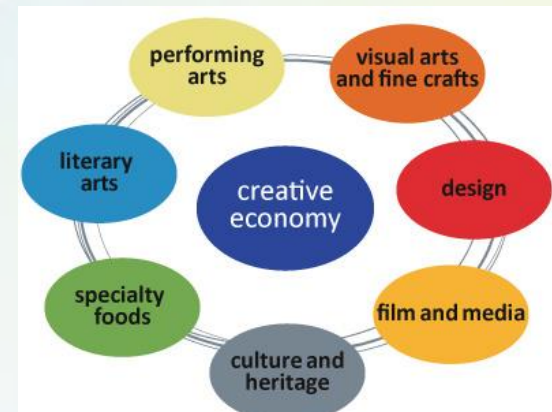 performing
arts
visual arts
and fine crafts
literary
arts
creative
economy
design
specialty
foods
film and media
culture and
heritage